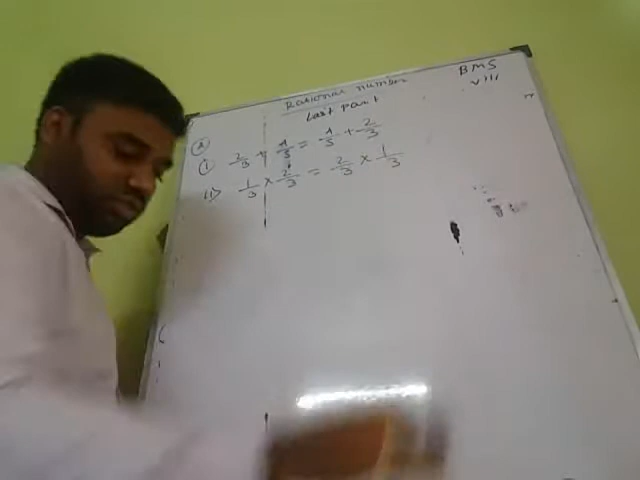 Rational number
Last part
BMS
VIII
(A)
(i) 2/3 + 4/3 = 4/3 + 2/3
(ii) 1/3 × 2/3 = 2/3 × 1/3